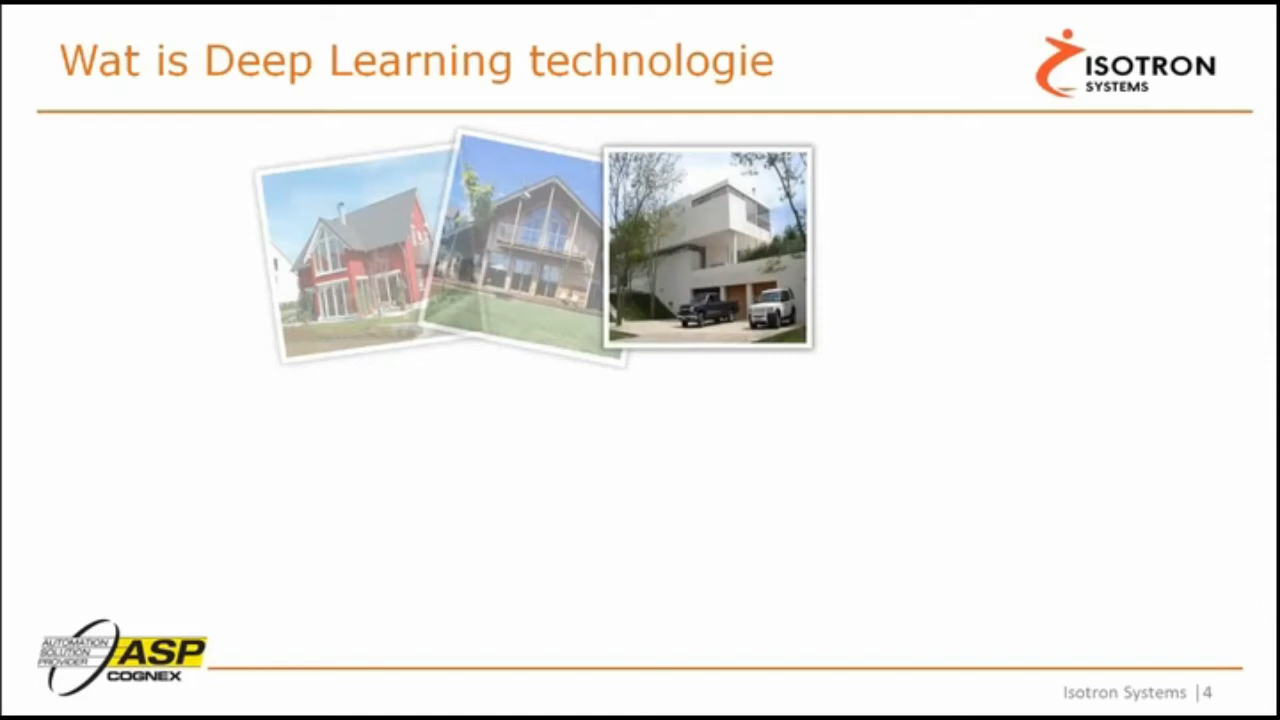 Wat is Deep Learning technologie
ISOTRON
SYSTEMS
AUTOMATION
SOLUTION
PROVIDER
ASP
COGNEX
Isotron Systems |4